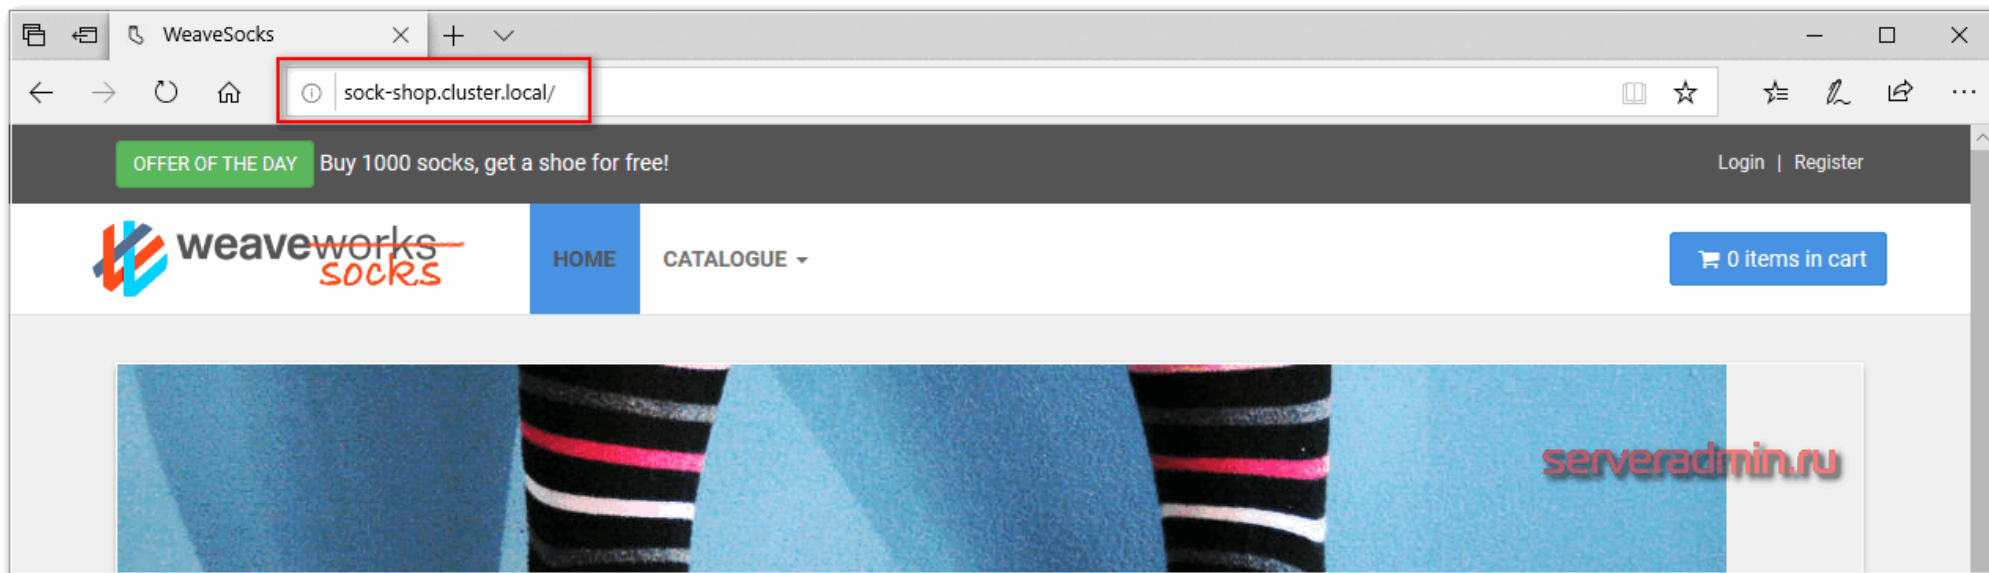 WeaveSocks
sock-shop.cluster.local/
OFFER OF THE DAY Buy 1000 socks, get a shoe for free!
Login | Register
weaveworks
socks
HOME
CATALOGUE
0 items in cart
serveradmin.ru